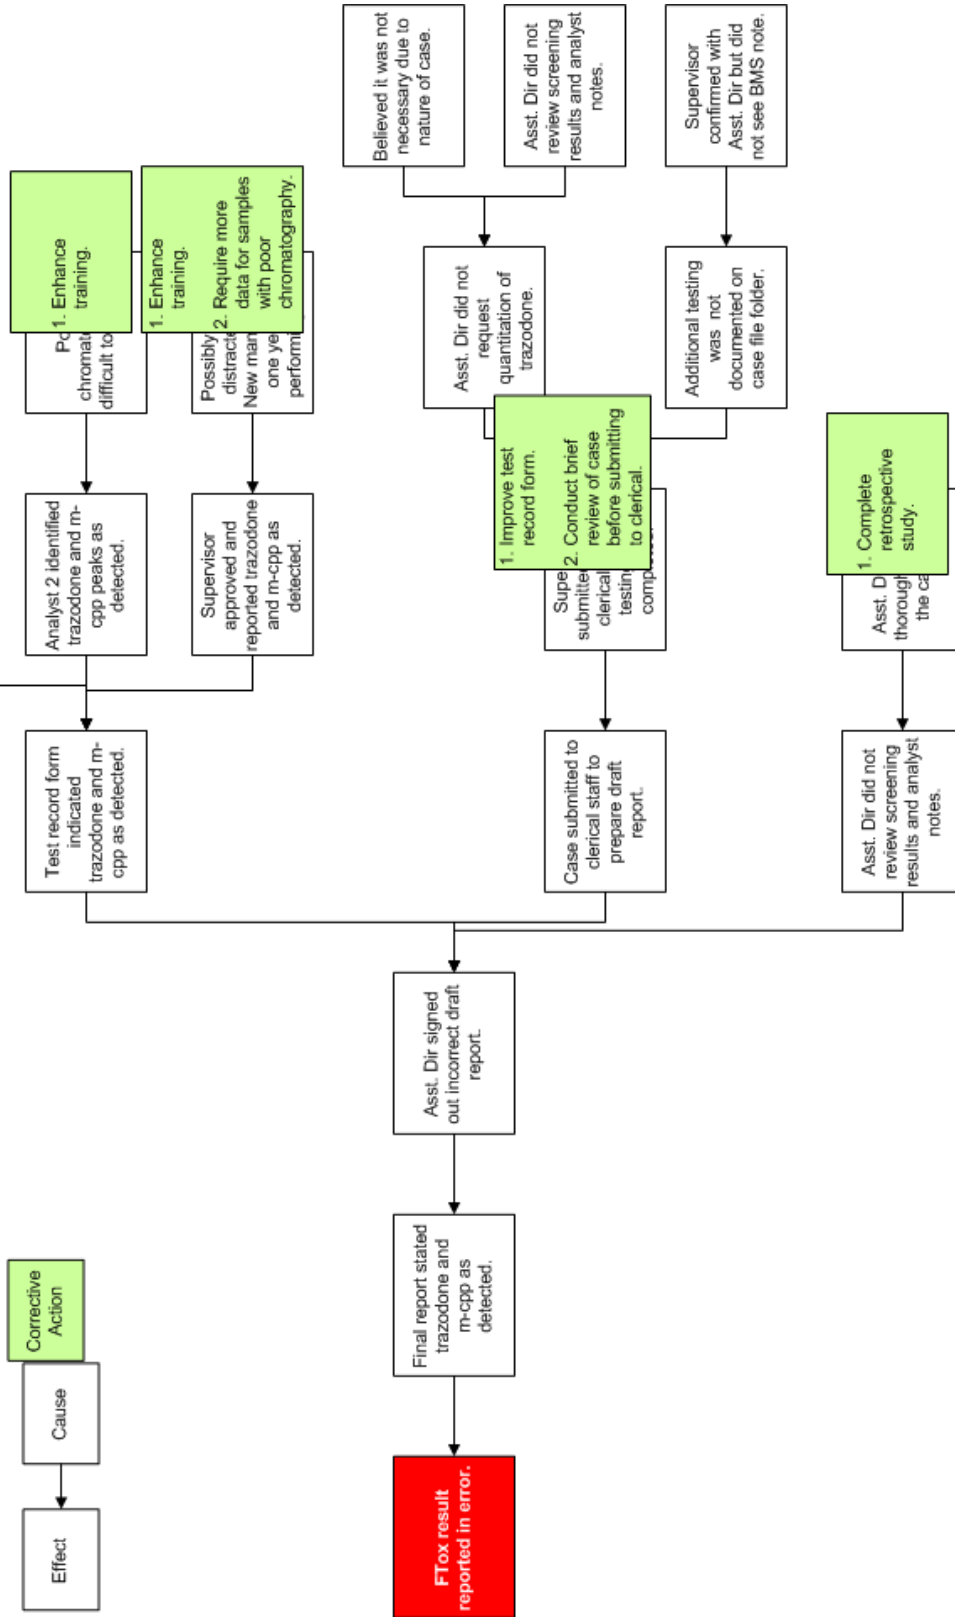 Effect
Cause
Corrective
Action
FTox result
reported in error.
Final report stated
trazodone and
m-cpp as
detected.
Asst. Dir signed
out incorrect draft
report.
Test record form
indicated
trazodone and m-
cpp as detected.
Analyst 2 identified
trazodone and m-
cpp peaks as
detected.
difficult to
1. Enhance
training.
Supervisor
approved and
reported trazodone
and m-cpp as
detected.
Possibly
New man
one ye
1. Enhance
training.
2. Require more
data for samples
with poor
chromatography.
Case submitted to
clerical staff to
prepare draft
report.
clerical
testing
1. Improve test
record form.
2. Conduct brief
review of case
before submitting
to clerical.
Asst. Dir did not
request
quantitation of
trazodone.
Believed it was not
necessary due to
nature of case.
Asst. Dir did not
review screening
results and analyst
notes.
Additional testing
was not
documented on
case file folder.
Supervisor
confirmed with
Asst. Dir but did
not see BMS note.
Asst. Dir did not
review screening
results and analyst
notes.
Asst. D
thorough
the ca
1. Complete
retrospective
study.